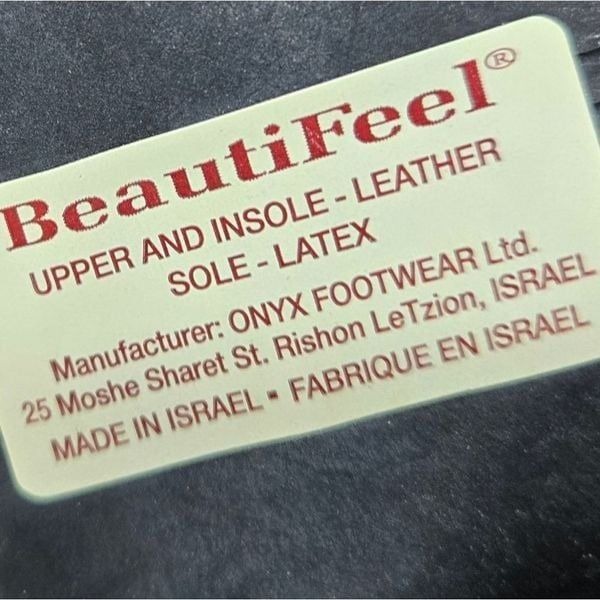 BeautiFeel®
UPPER AND INSOLE - LEATHER
SOLE - LATEX
Manufacturer: ONYX FOOTWEAR Ltd.
25 Moshe Sharet St. Rishon LeTzion, ISRAEL
MADE IN ISRAEL ▪ FABRIQUE EN ISRAEL